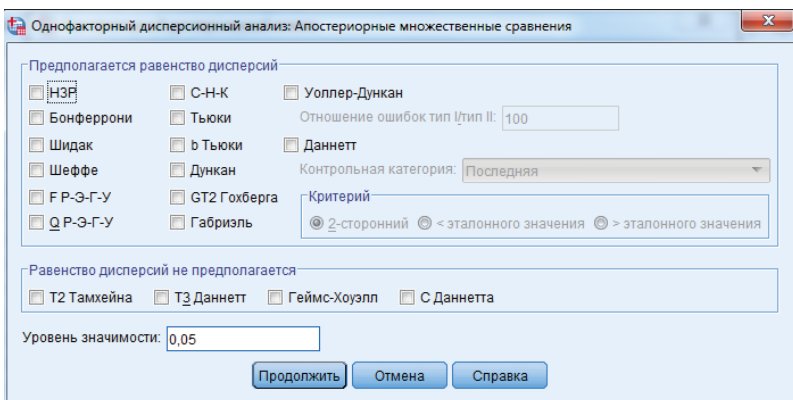 Однофакторный дисперсионный анализ: Апостериорные множественные сравнения
Предполагается равенство дисперсий
НЗР С-Н-К Уоллер-Дункан
Бонферрони Тьюки Отношение ошибок тип I/тип II: 100
Шидак b Тьюки Даннетт
Шеффе Дункан Контрольная категория: Последняя
F Р-Э-Г-У GT2 Гохберга Критерий
Q Р-Э-Г-У Габриэль 2-сторонний < эталонного значения > эталонного значения
Равенство дисперсий не предполагается
T2 Тамхейна T3 Даннетт Геймс-Хоуэлл С Даннетта
Уровень значимости: 0,05
Продолжить Отмена Справка